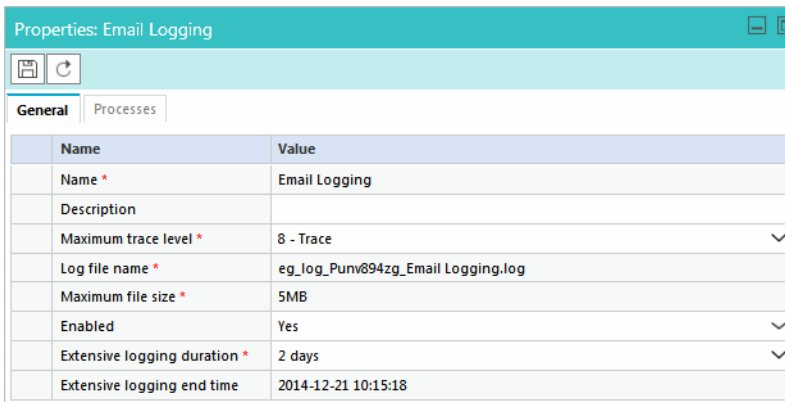 Properties: Email Logging
General Processes
Name Value
Name * Email Logging
Description
Maximum trace level * 8 - Trace
Log file name * eg_log_Punv894zg_Email Logging.log
Maximum file size * 5MB
Enabled Yes
Extensive logging duration * 2 days
Extensive logging end time 2014-12-21 10:15:18